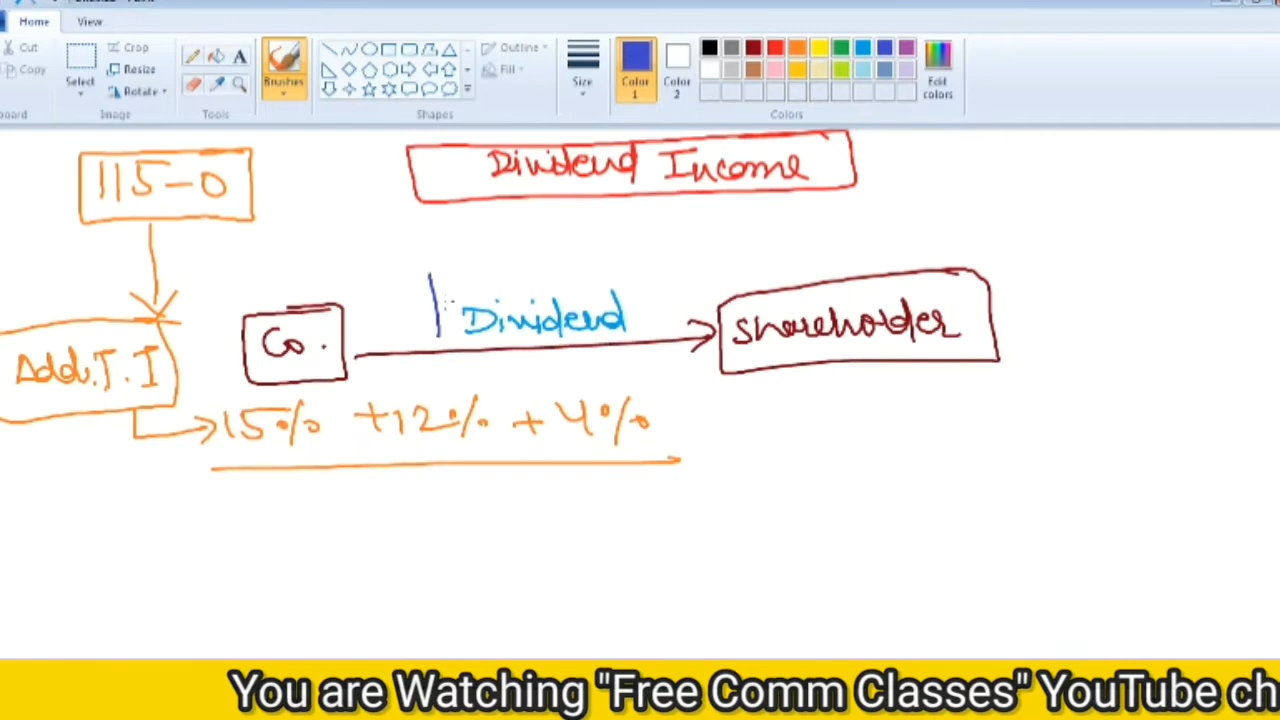 Home View
Cut
Copy
Select
Crop
Resize
Rotate
Brushes
Outline
Fill
Size
Color 1
Color 2
Edit colors
Image
Tools
Shapes
Colors
115-O
Dividend Income
Co.
Dividend
Shareholder
Add. T. I
15% +12% + 4%
You are Watching "Free Comm Classes" YouTube ch